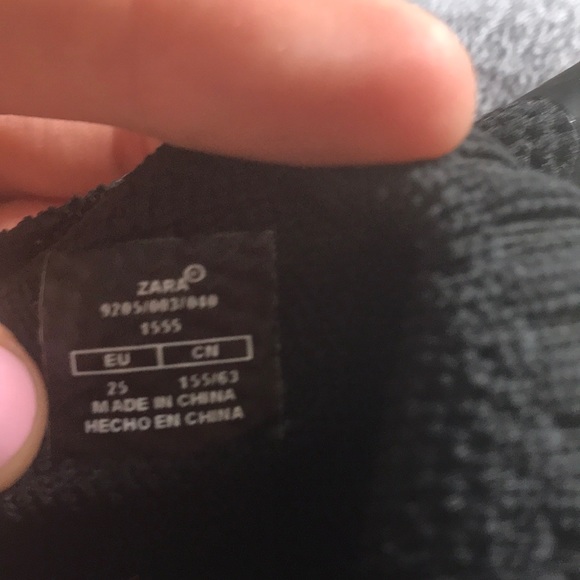 ZARA
9205/003/040
1555
EU CN
25 155/63
MADE IN CHINA
HECHO EN CHINA